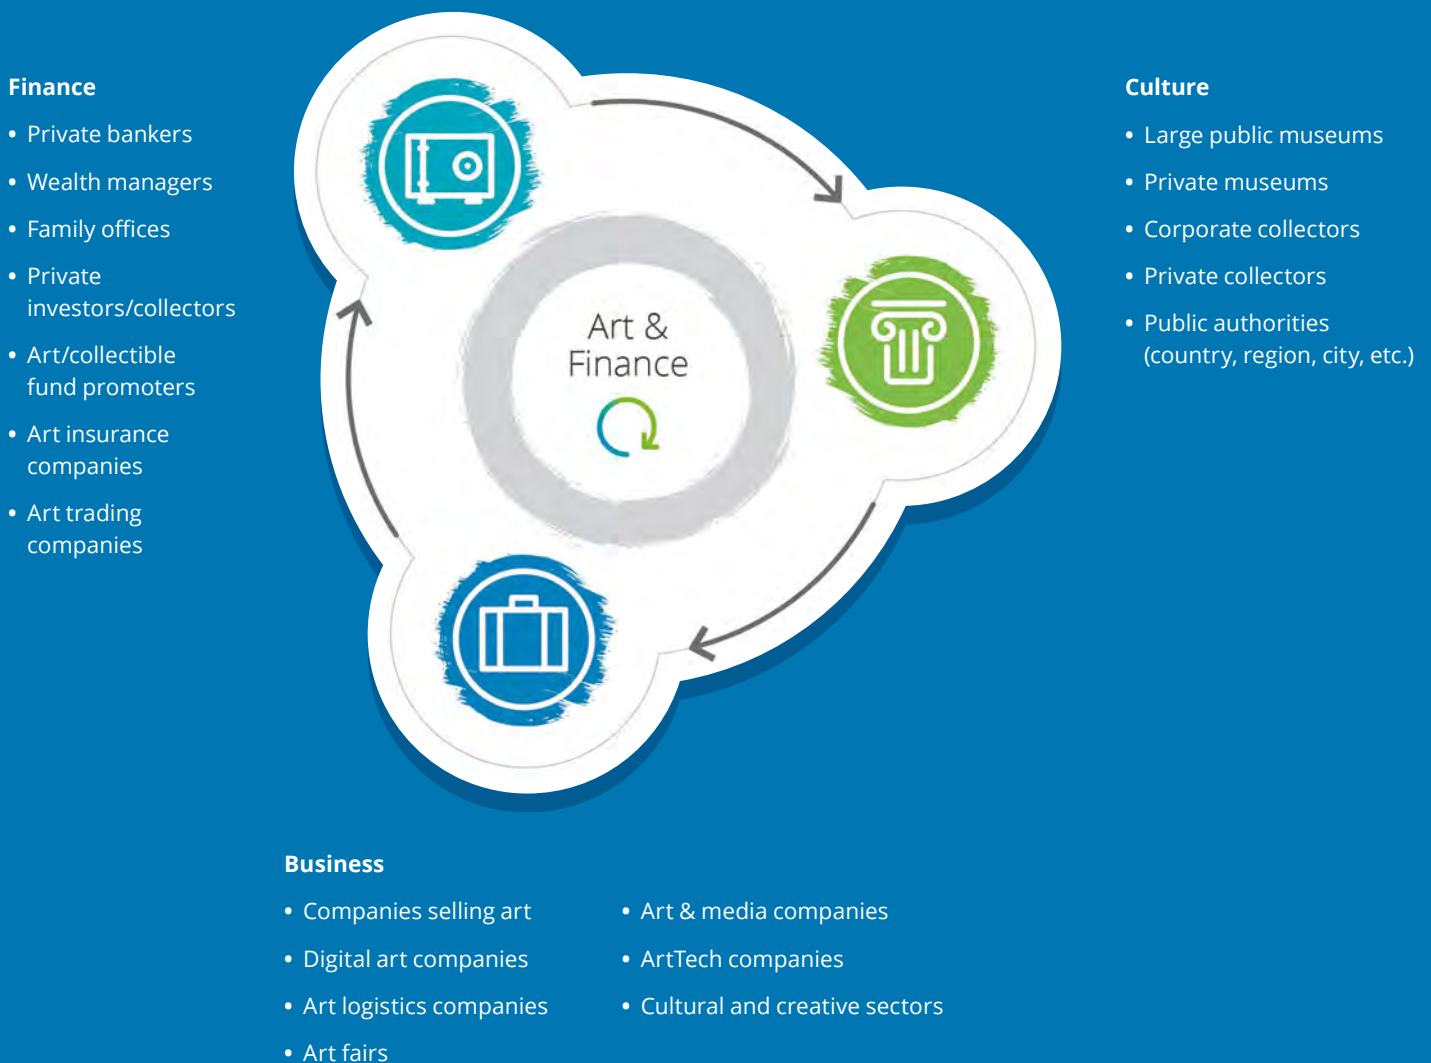 Finance
• Private bankers
• Wealth managers
• Family offices
• Private
investors/collectors
• Art/collectible
fund promoters
• Art insurance
companies
• Art trading
companies
Art &
Finance
Culture
• Large public museums
• Private museums
• Corporate collectors
• Private collectors
• Public authorities
(country, region, city, etc.)
Business
• Companies selling art
• Digital art companies
• Art logistics companies
• Art fairs
• Art & media companies
• ArtTech companies
• Cultural and creative sectors